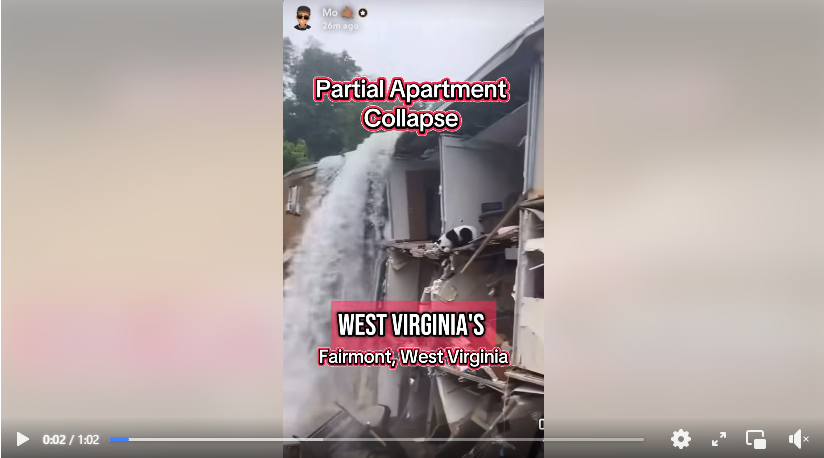 Mo
26m ago
Partial Apartment
Collapse
WEST VIRGINIA'S
Fairmont, West Virginia
0:02 / 1:02